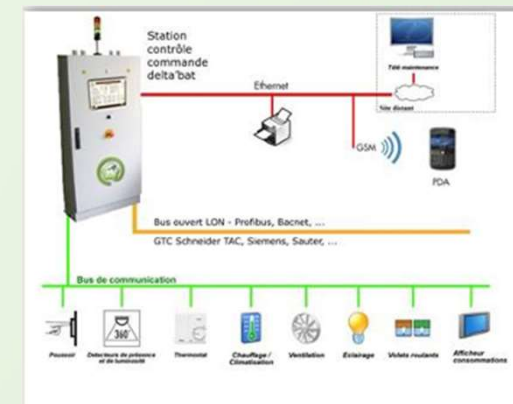 Station
contrôle
commande
delta'bat
Télé maintenance
Ethernet
Site distant
GSM
PDA
Bus ouvert LON - Profibus, Bacnet, ...
GTC Schneider TAC, Siemens, Sauter, ...
Bus de communication
360°
Poussoir
Detecteurs de présence
et de luminosité
Thermostat
Chauffage /
Climatisation
Ventilation
Eclairage
Volets roulants
Afficheur
consommations